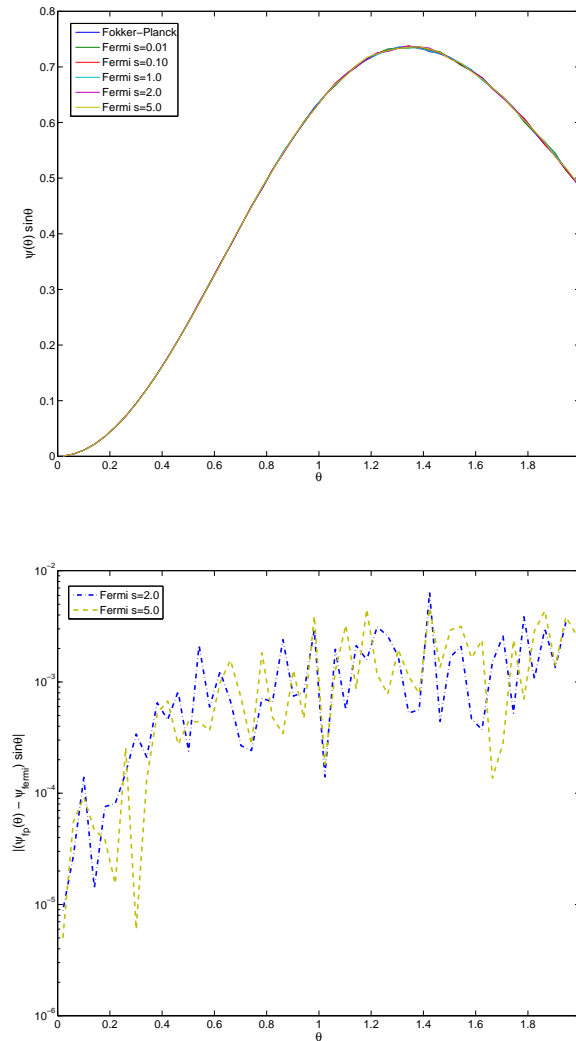 0.8
0.7
0.6
0.5
0.4
0.3
0.2
0.1
0
ψ(θ) sinθ
Fokker−Planck
Fermi s=0.01
Fermi s=0.10
Fermi s=1.0
Fermi s=2.0
Fermi s=5.0
0 0.2 0.4 0.6 0.8 1 1.2 1.4 1.6 1.8
θ
10⁻²
10⁻³
10⁻⁴
10⁻⁵
10⁻⁶
|(ψfp(θ) − ψfermi) sinθ|
Fermi s=2.0
Fermi s=5.0
0 0.2 0.4 0.6 0.8 1 1.2 1.4 1.6 1.8
θ